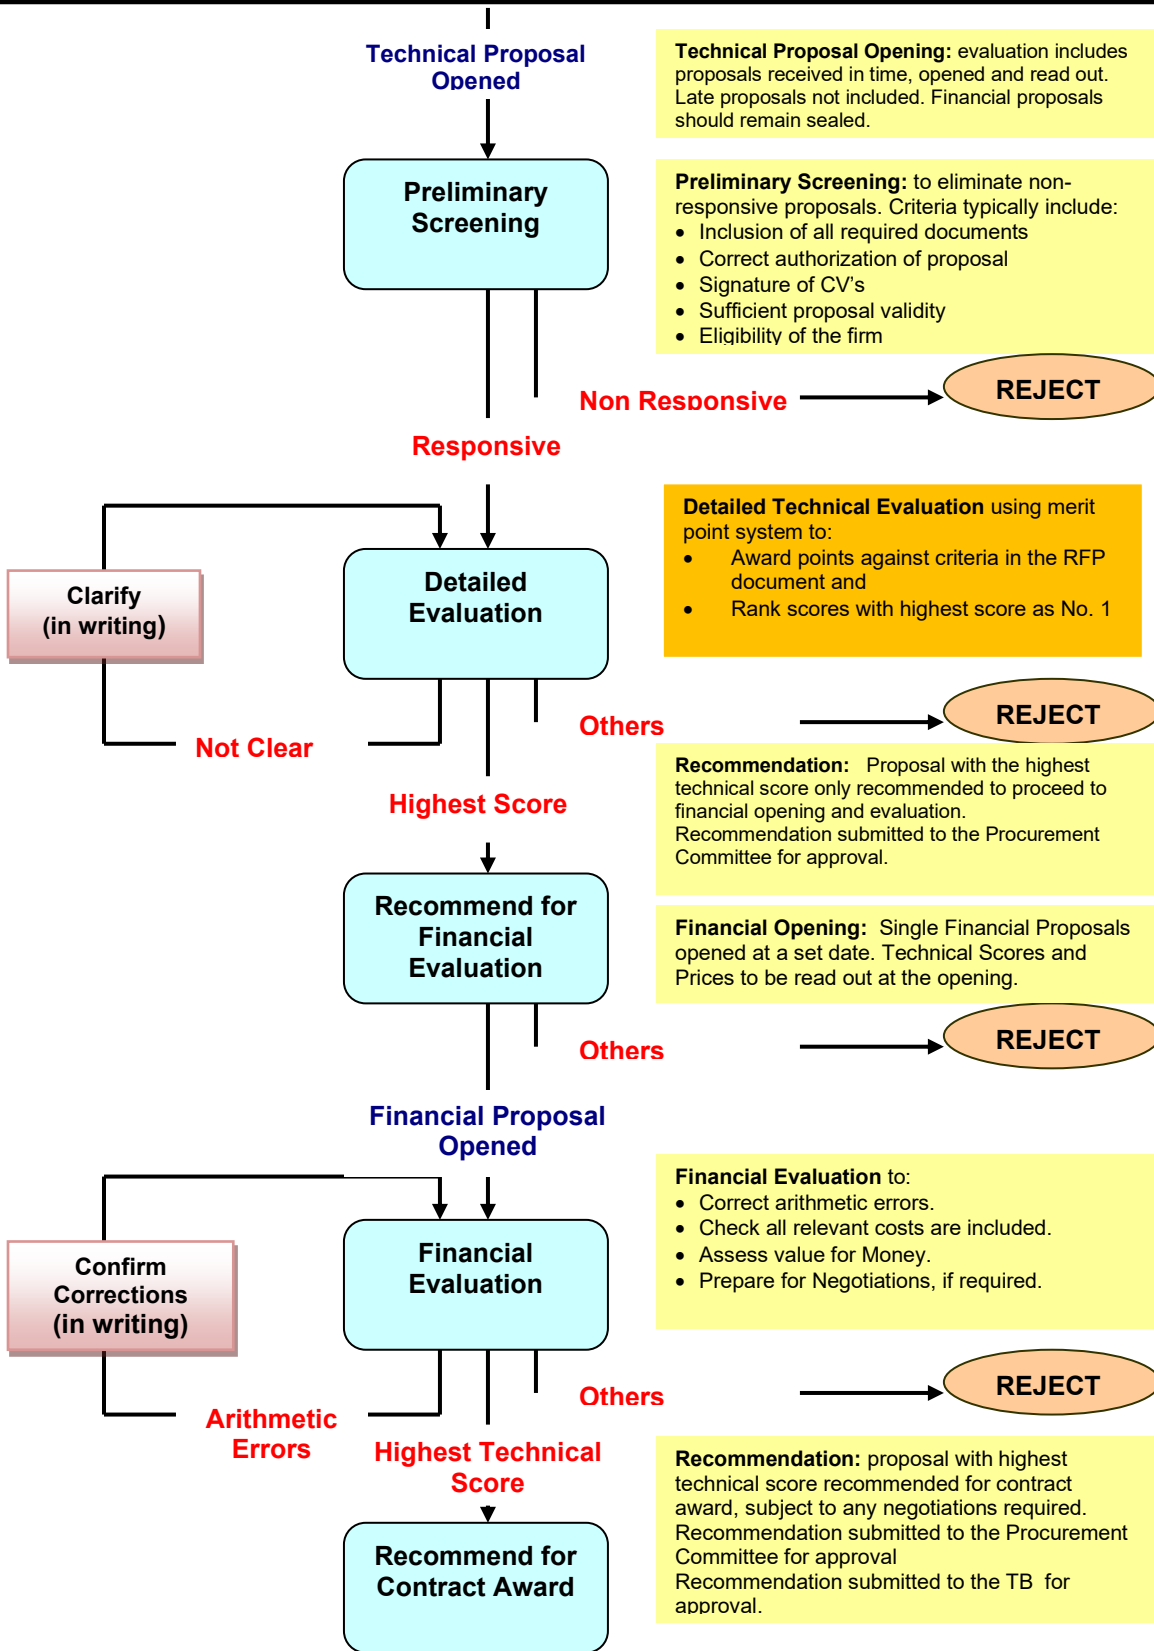 Technical Proposal
Opened
Technical Proposal Opening: evaluation includes
proposals received in time, opened and read out.
Late proposals not included. Financial proposals
should remain sealed.
Preliminary
Screening
Preliminary Screening: to eliminate non-
responsive proposals. Criteria typically include:
• Inclusion of all required documents
• Correct authorization of proposal
• Signature of CV's
• Sufficient proposal validity
• Eligibility of the firm
Non Responsive
REJECT
Responsive
Clarify
(in writing)
Detailed
Evaluation
Detailed Technical Evaluation using merit
point system to:
• Award points against criteria in the RFP
document and
• Rank scores with highest score as No. 1
Others
REJECT
Not Clear
Highest Score
Recommendation: Proposal with the highest
technical score only recommended to proceed to
financial opening and evaluation.
Recommendation submitted to the Procurement
Committee for approval.
Recommend for
Financial
Evaluation
Financial Opening: Single Financial Proposals
opened at a set date. Technical Scores and
Prices to be read out at the opening.
Others
REJECT
Financial Proposal
Opened
Confirm
Corrections
(in writing)
Financial
Evaluation
Financial Evaluation to:
• Correct arithmetic errors.
• Check all relevant costs are included.
• Assess value for Money.
• Prepare for Negotiations, if required.
Others
REJECT
Arithmetic
Errors
Highest Technical
Score
Recommendation: proposal with highest
technical score recommended for contract
award, subject to any negotiations required.
Recommendation submitted to the Procurement
Committee for approval
Recommendation submitted to the TB for
approval.
Recommend for
Contract Award